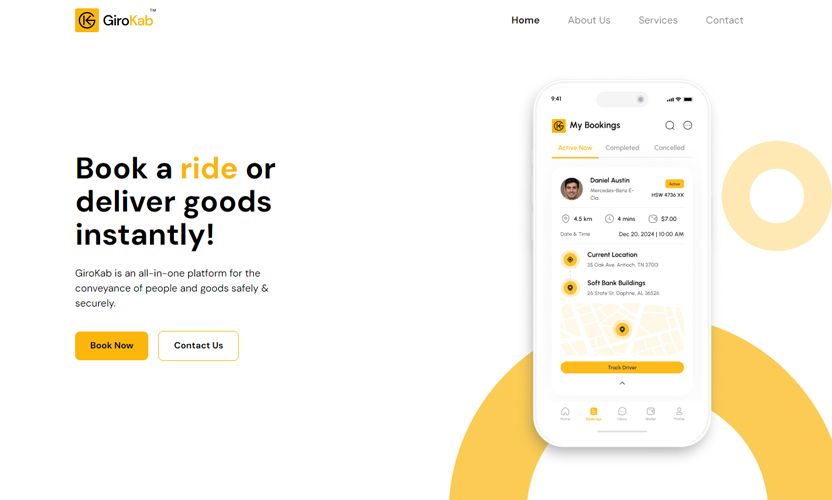 GiroKab™
Home
About Us
Services
Contact
Book a ride or
deliver goods
instantly!
GiroKab is an all-in-one platform for the
conveyance of people and goods safely &
securely.
Book Now
Contact Us
9:41
My Bookings
Active Now
Completed
Cancelled
Daniel Austin
Mercedes-Benz E-
Cla.
Active
HSW 4736 XK
4.5 km
4 mins
$7.00
Date & Time
Dec 20, 2024 | 10:00 AM
Current Location
35 Oak Ave. Antioch, TN 37013
Soft Bank Buildings
26 State St Daphne, AL 36526
Track Driver
Home
Bookings
Inbox
Wallet
Profile